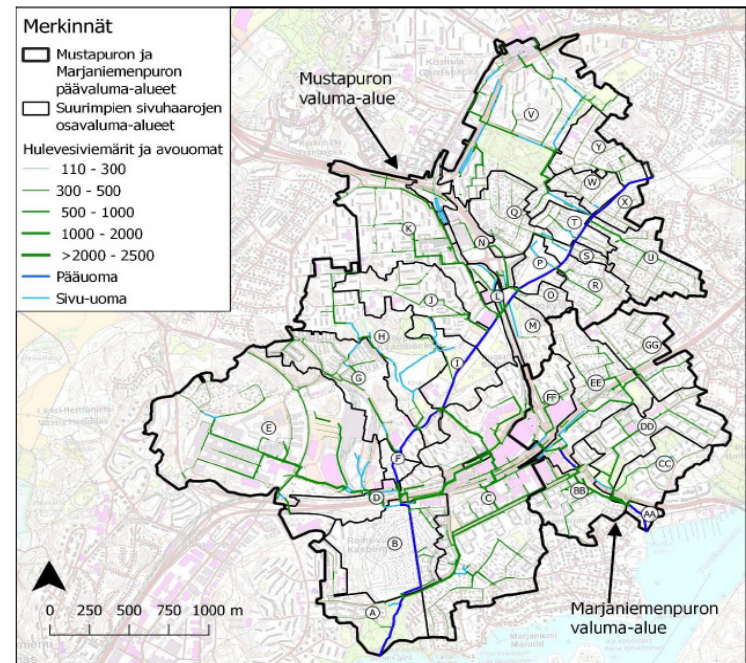 Merkinnät
Mustapuron ja
Marjaniemenpuron
päävaluma-alueet
Suurimpien sivuhaarojen
osavaluma-alueet
Hulevesiviemärit ja avouomat
110 - 300
300 - 500
500 - 1000
1000 - 2000
>2000 - 2500
Pääuoma
Sivu-uoma
Mustapuron
valuma-alue
V
Y
W
X
Q
T
K
N
S
U
P
R
L
O
J
M
H
I
GG
G
EE
FF
DD
E
CC
F
D
C
BB
AA
B
A
0 250 500 750 1000 m
Marjaniemenpuron
valuma-alue